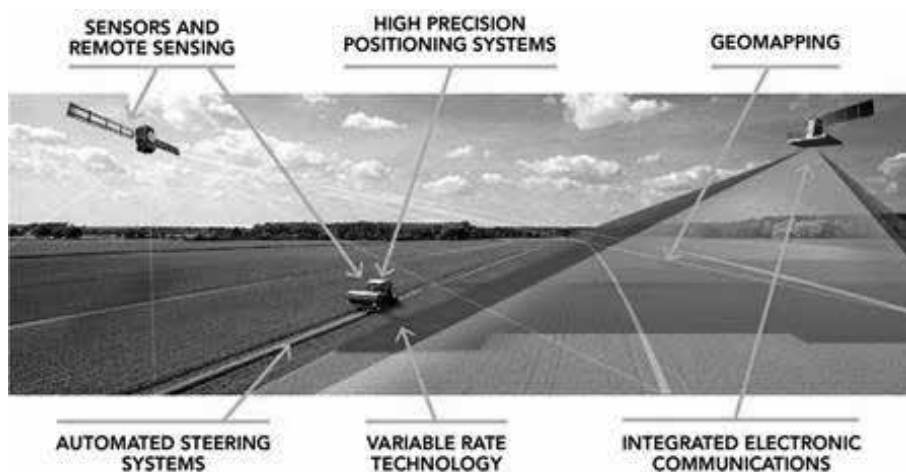 SENSORS AND
REMOTE SENSING
HIGH PRECISION
POSITIONING SYSTEMS
GEOMAPPING
AUTOMATED STEERING
SYSTEMS
VARIABLE RATE
TECHNOLOGY
INTEGRATED ELECTRONIC
COMMUNICATIONS